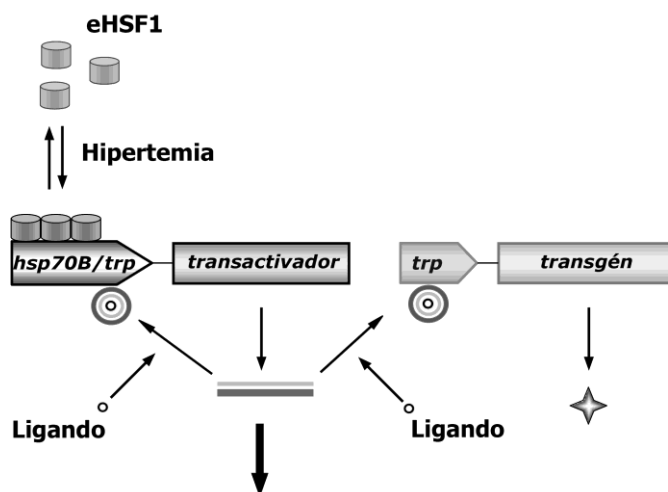 eHSF1
Hipertemia
hsp70B/trp
transactivador
trp
transgén
Ligando
Ligando